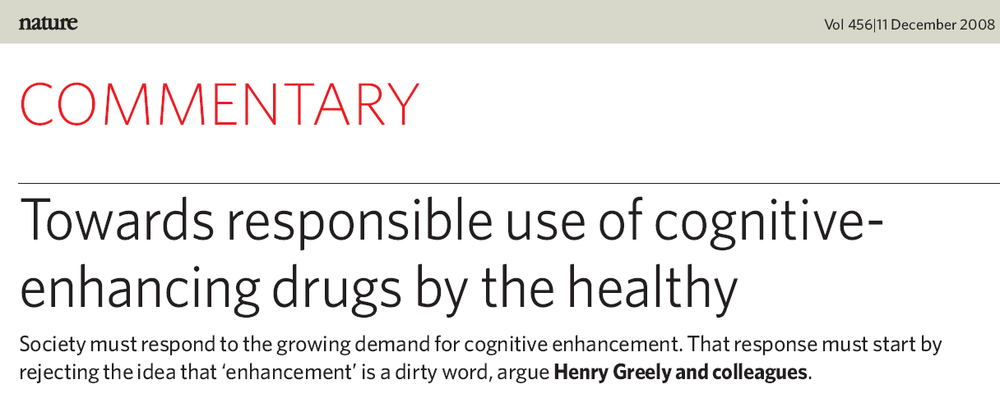 nature
Vol 456|11 December 2008
COMMENTARY
Towards responsible use of cognitive-
enhancing drugs by the healthy
Society must respond to the growing demand for cognitive enhancement. That response must start by
rejecting the idea that ‘enhancement’ is a dirty word, argue Henry Greely and colleagues.